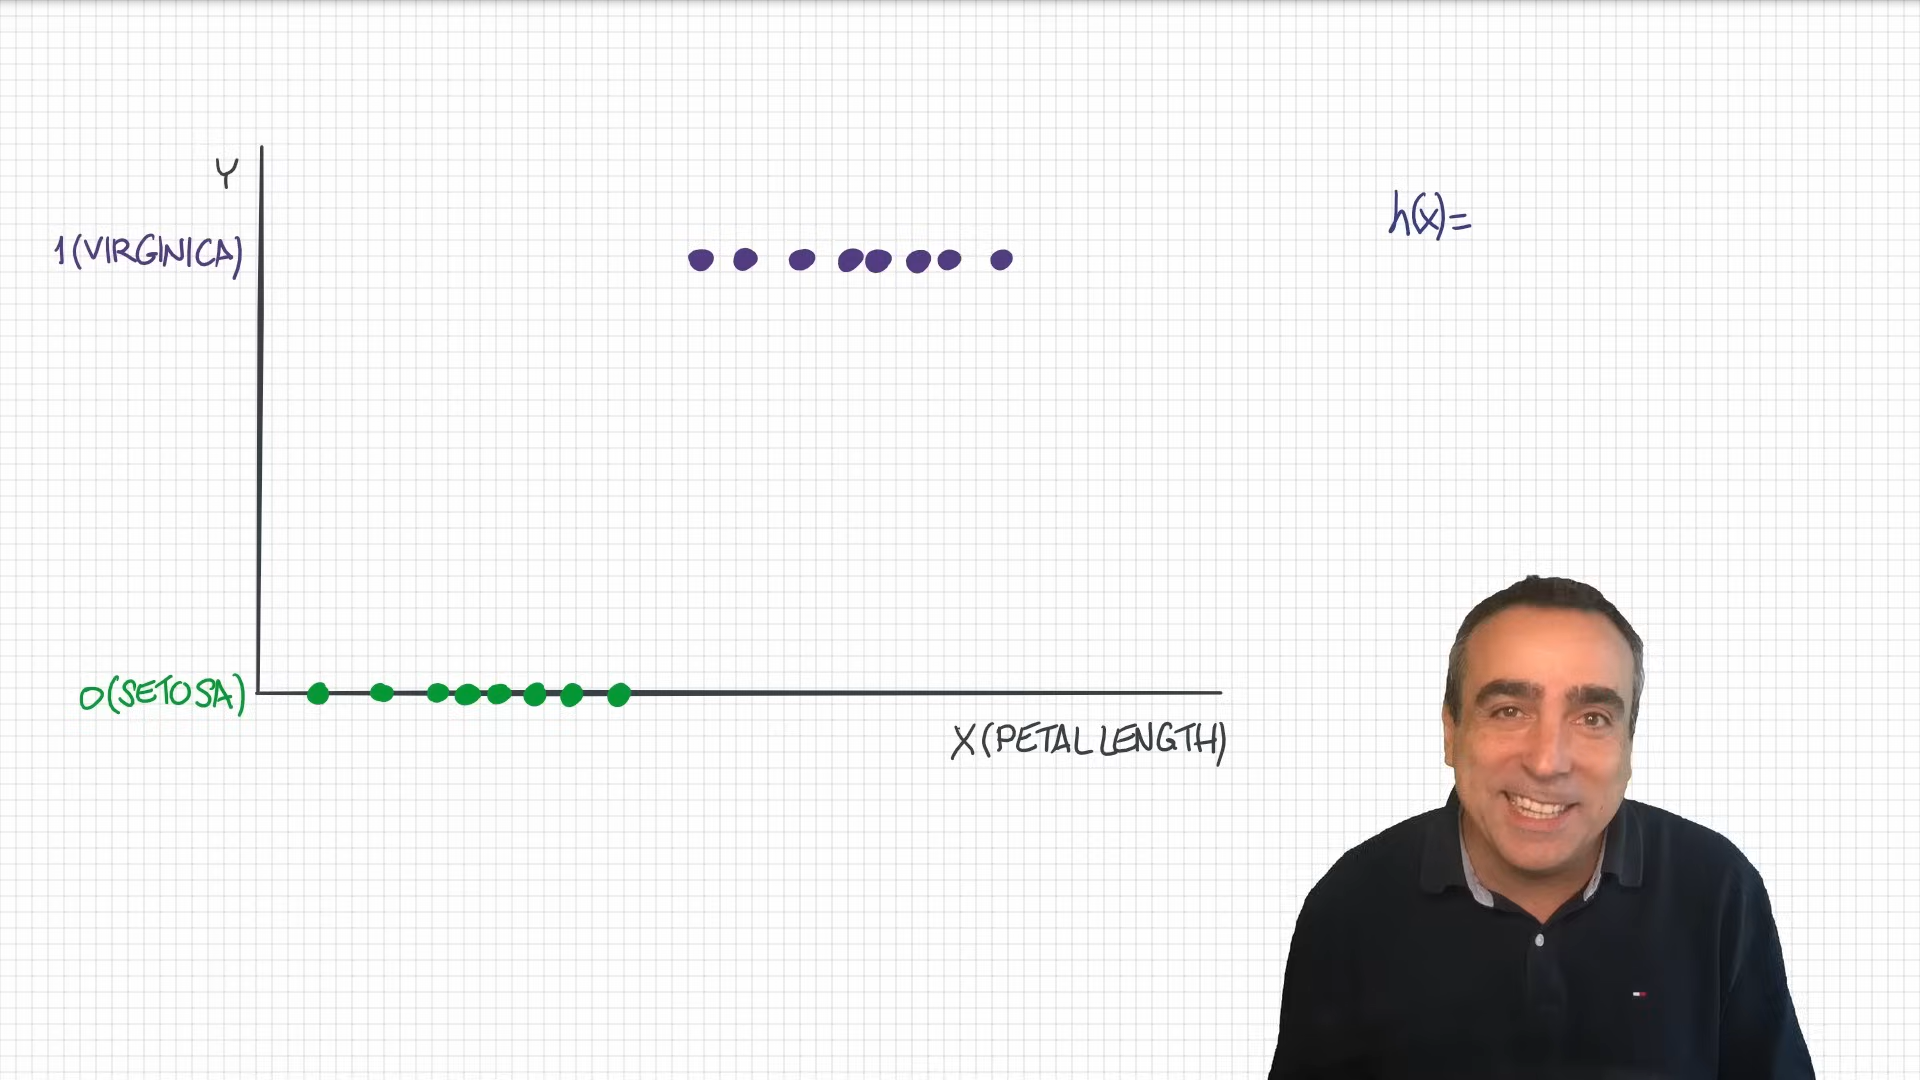 Y
1(VIRGINICA)
h(x)=
0(SETOSA)
X(PETAL LENGTH)